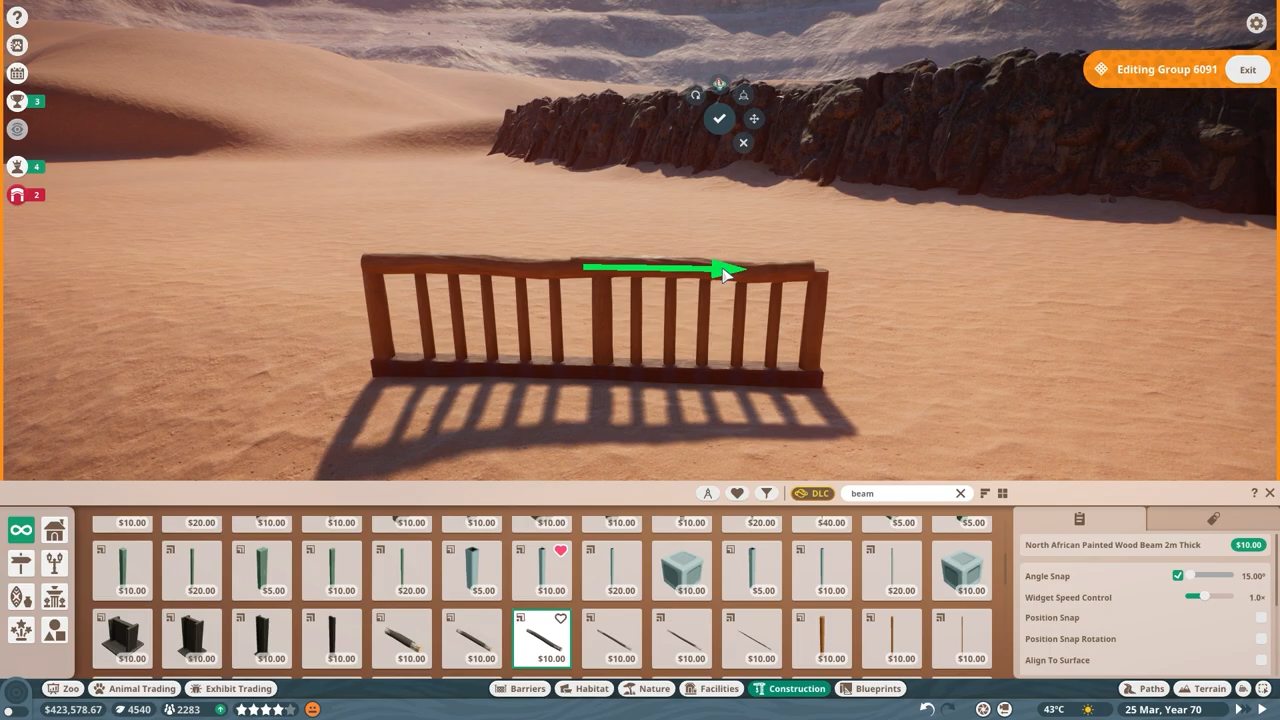 ?
Editing Group 6091
Exit
3
4
2
DLC
beam
?
$10.00 $20.00 $10.00 $10.00 $10.00 $10.00 $10.00 $10.00 $10.00 $20.00 $40.00 $5.00 $5.00
$10.00 $20.00 $5.00 $10.00 $20.00 $5.00 $10.00 $20.00 $10.00 $5.00 $10.00 $20.00 $10.00
$10.00 $10.00 $10.00 $10.00 $10.00 $10.00 $10.00 $10.00 $10.00 $10.00 $10.00 $10.00 $10.00
North African Painted Wood Beam 2m Thick $10.00
Angle Snap 15.00°
Widget Speed Control 1.0×
Position Snap
Position Snap Rotation
Align To Surface
Zoo Animal Trading Exhibit Trading Barriers Habitat Nature Facilities Construction Blueprints Paths Terrain
$423,578.67 4540 2283 43°C 25 Mar, Year 70